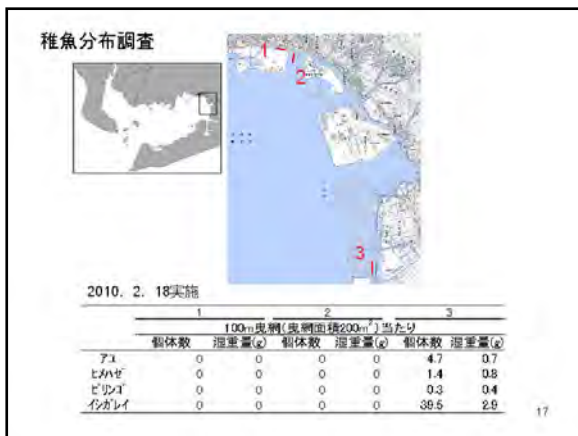 稚魚分布調査
1
2
3
2010. 2. 18実施
1 2 3
100m曳網(曳網面積200m²)当たり
個体数 湿重量(g) 個体数 湿重量(g) 個体数 湿重量(g)
アユ 0 0 0 0 4.7 0.7
ヒメハゼ 0 0 0 0 1.4 0.8
ビリンゴ 0 0 0 0 0.3 0.4
イシガレイ 0 0 0 0 39.5 2.9
17